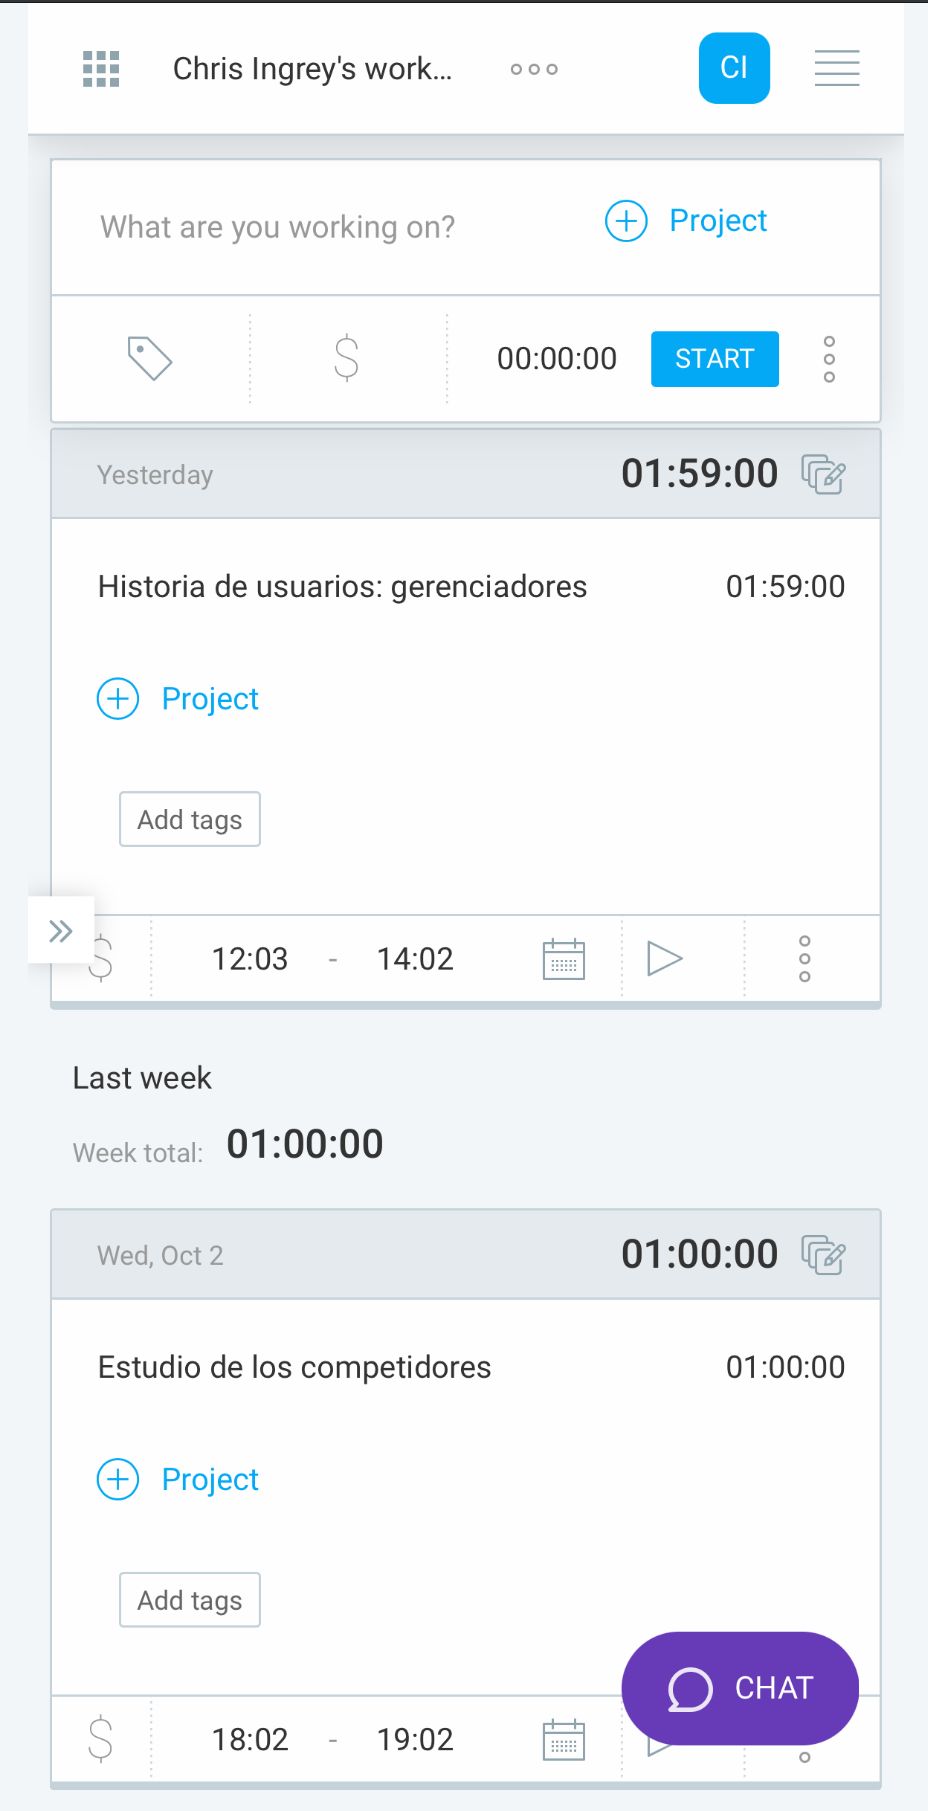 Chris Ingrey's work...
CI
What are you working on?
Project
00:00:00
START
Yesterday
01:59:00
Historia de usuarios: gerenciadores
01:59:00
Project
Add tags
12:03 - 14:02
Last week
Week total: 01:00:00
Wed, Oct 2
01:00:00
Estudio de los competidores
01:00:00
Project
Add tags
CHAT
18:02 - 19:02